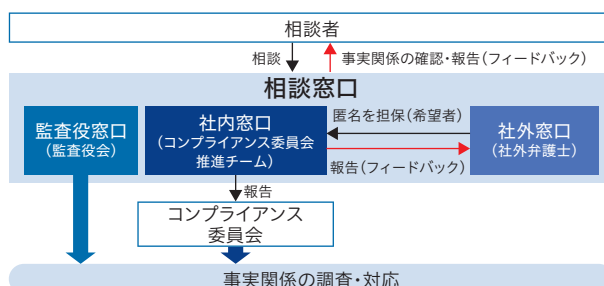 相談者
相談
事実関係の確認・報告(フィードバック)
相談窓口
監査役窓口
(監査役会)
社内窓口
(コンプライアンス委員会
推進チーム)
匿名を担保(希望者)
報告(フィードバック)
社外窓口
(社外弁護士)
報告
コンプライアンス
委員会
事実関係の調査・対応